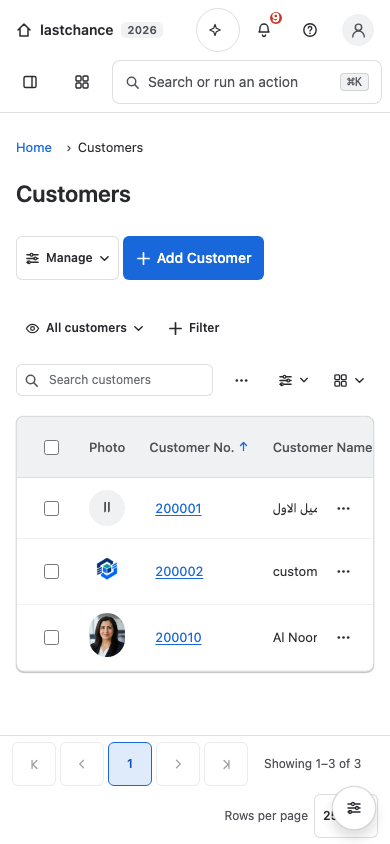 lastchance 2026 9
Search or run an action ⌘K
Home › Customers
Customers
Manage + Add Customer
All customers + Filter
Search customers ...
Photo Customer No. ↑ Customer Name
II 200001 الاول ...
200002 custom ...
200010 Al Noor ...
1 Showing 1–3 of 3
Rows per page